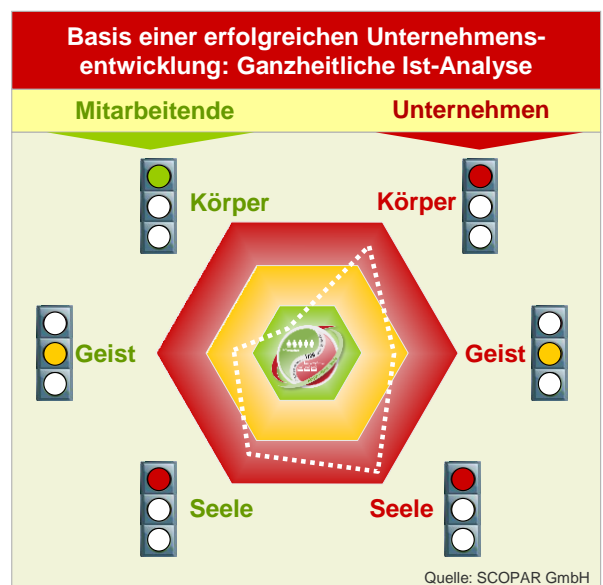 Basis einer erfolgreichen Unternehmens-
entwicklung: Ganzheitliche Ist-Analyse
Mitarbeitende Unternehmen
Körper Körper
Geist Geist
Seele Seele
Quelle: SCOPAR GmbH